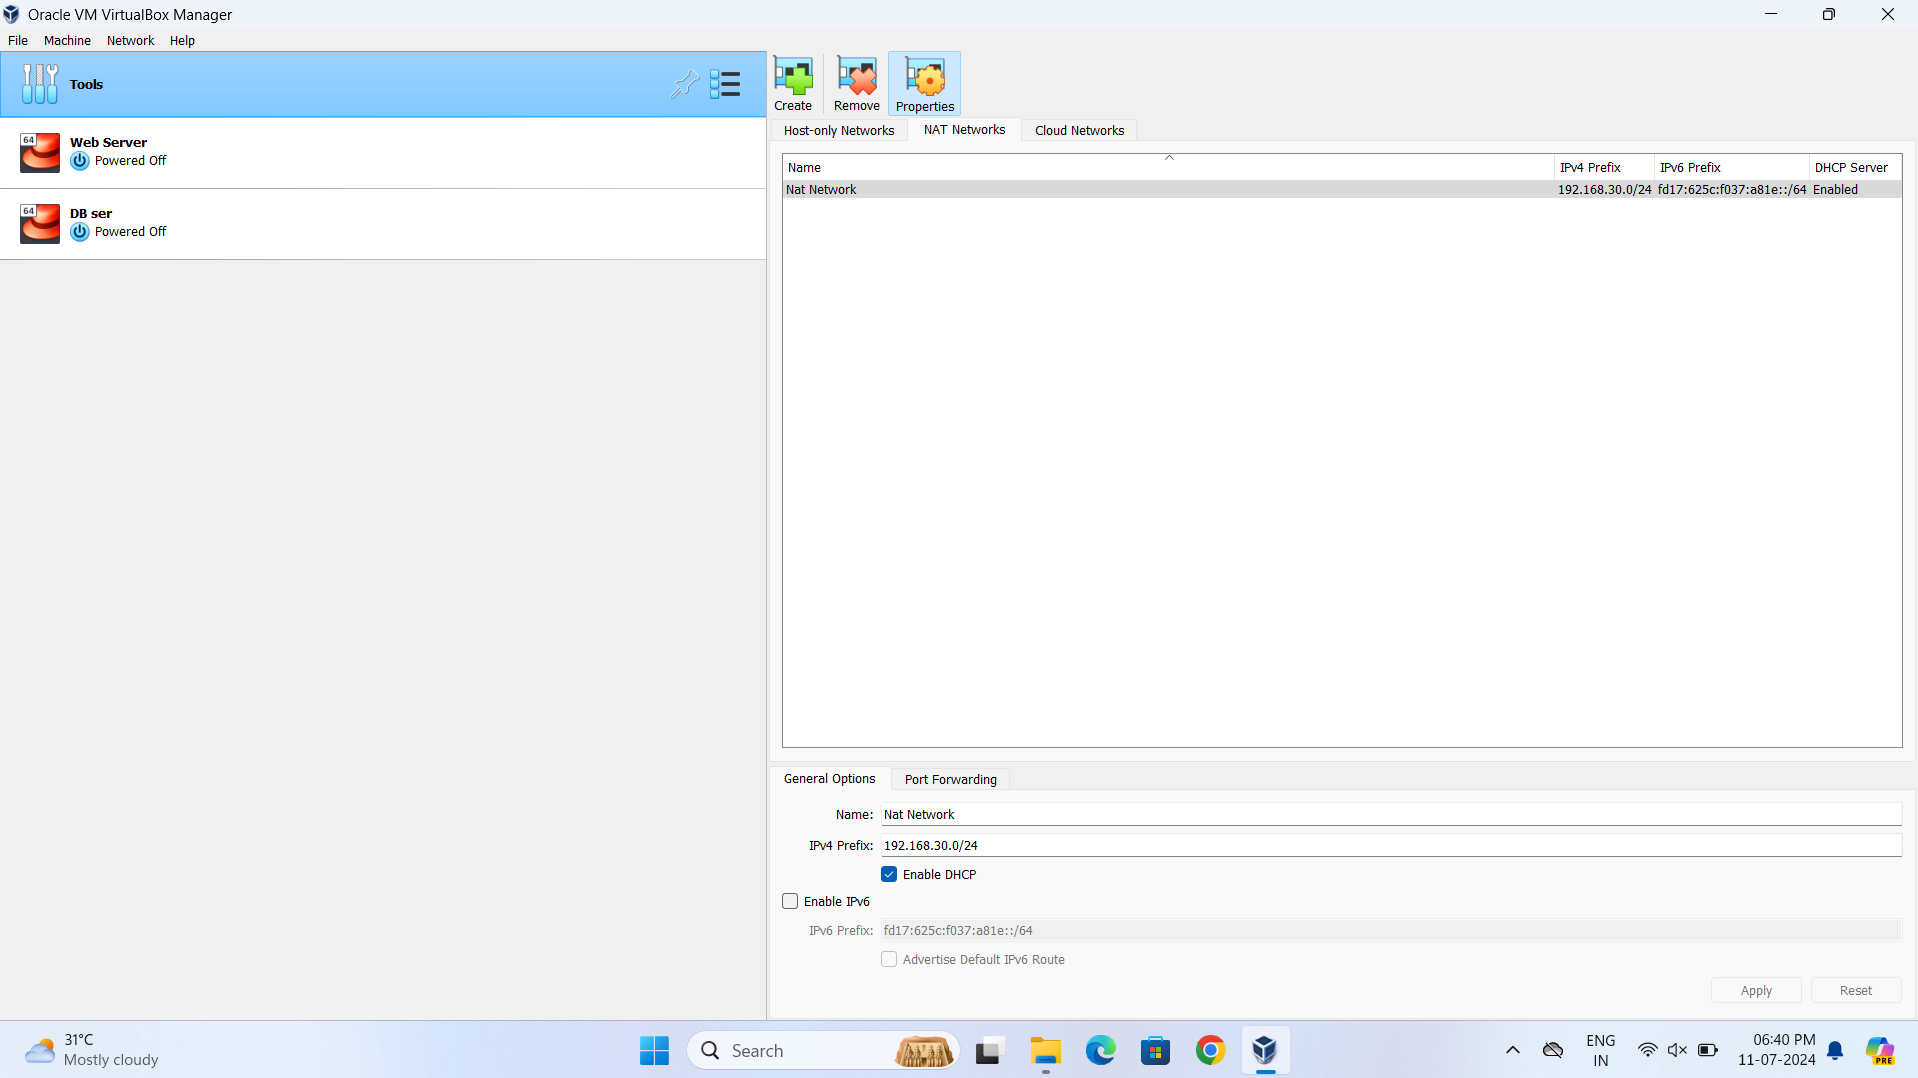 Oracle VM VirtualBox Manager
File Machine Network Help
Tools
64
Web Server
Powered Off
64
DB ser
Powered Off
Create Remove Properties
Host-only Networks NAT Networks Cloud Networks
Name IPv4 Prefix IPv6 Prefix DHCP Server
Nat Network 192.168.30.0/24 fd17:625c:f037:a81e::/64 Enabled
General Options Port Forwarding
Name: Nat Network
IPv4 Prefix: 192.168.30.0/24
Enable DHCP
Enable IPv6
IPv6 Prefix: fd17:625c:f037:a81e::/64
Advertise Default IPv6 Route
Apply Reset
31°C
Mostly cloudy
Search
ENG
IN
06:40 PM
11-07-2024
PRE